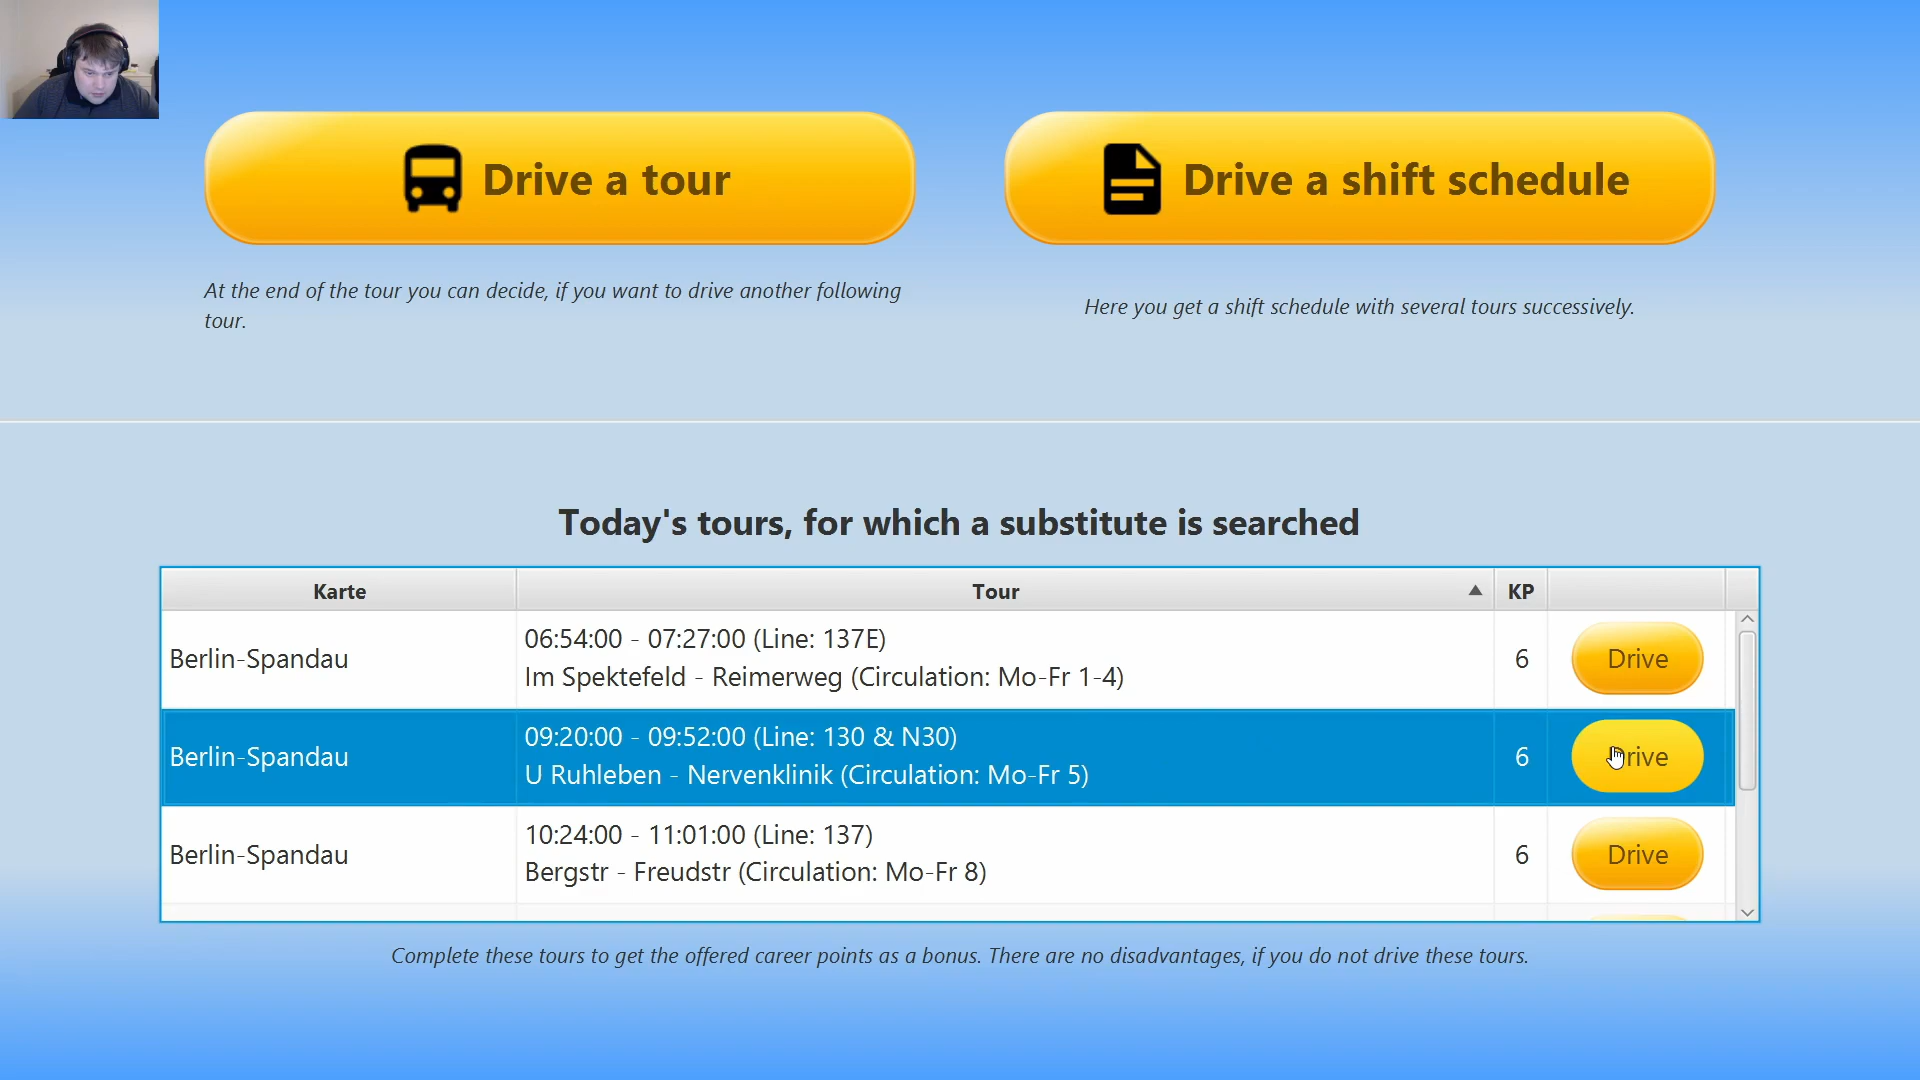 Drive a tour
Drive a shift schedule
At the end of the tour you can decide, if you want to drive another following
tour.
Here you get a shift schedule with several tours successively.
Today's tours, for which a substitute is searched
Karte
Tour
KP
Berlin-Spandau
06:54:00 - 07:27:00 (Line: 137E)
Im Spektefeld - Reimerweg (Circulation: Mo-Fr 1-4)
6
Drive
Berlin-Spandau
09:20:00 - 09:52:00 (Line: 130 & N30)
U Ruhleben - Nervenklinik (Circulation: Mo-Fr 5)
6
Drive
Berlin-Spandau
10:24:00 - 11:01:00 (Line: 137)
Bergstr - Freudstr (Circulation: Mo-Fr 8)
6
Drive
Complete these tours to get the offered career points as a bonus. There are no disadvantages, if you do not drive these tours.